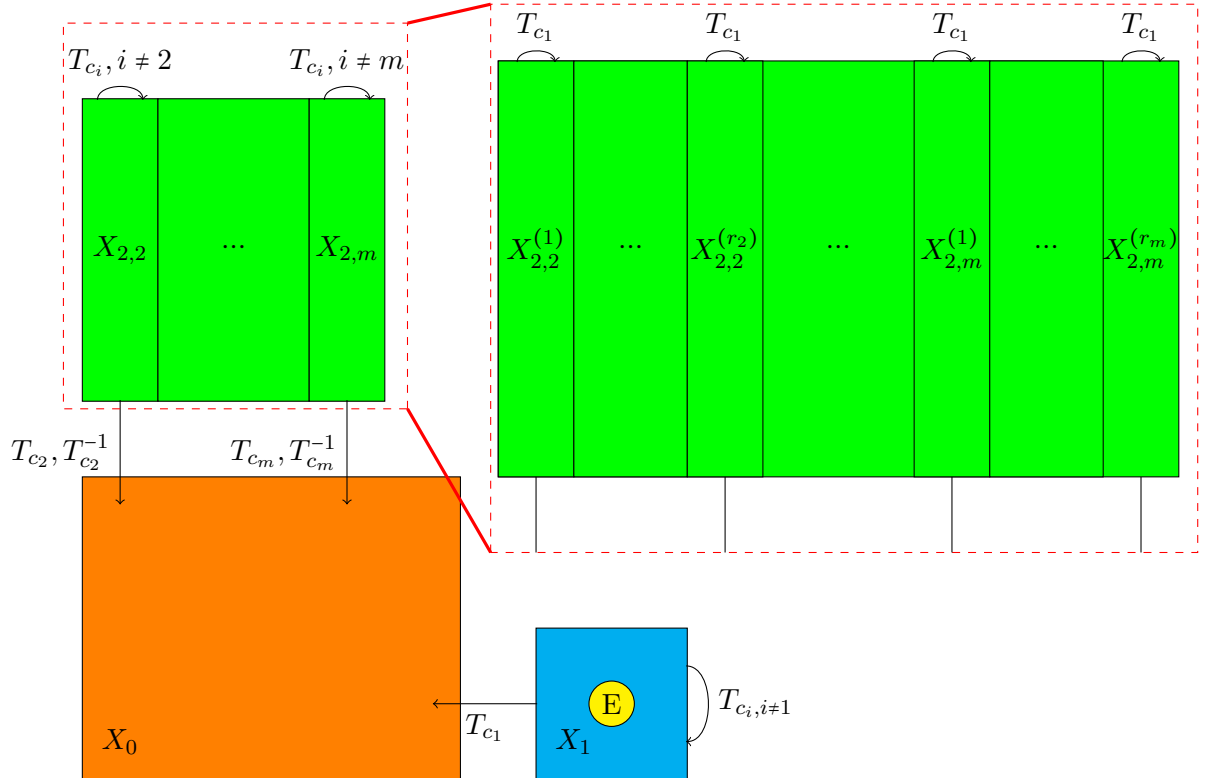 T_{c_1} T_{c_1} T_{c_1} T_{c_1}
T_{c_i}, i ≠ 2 T_{c_i}, i ≠ m
X_{2,2} ... X_{2,m}
X_{2,2}^{(1)} ... X_{2,2}^{(r_2)} ... X_{2,m}^{(1)} ... X_{2,m}^{(r_m)}
T_{c_2}, T_{c_2}^{-1} T_{c_m}, T_{c_m}^{-1}
E
T_{c_i, i≠1}
T_{c_1}
X_0 X_1